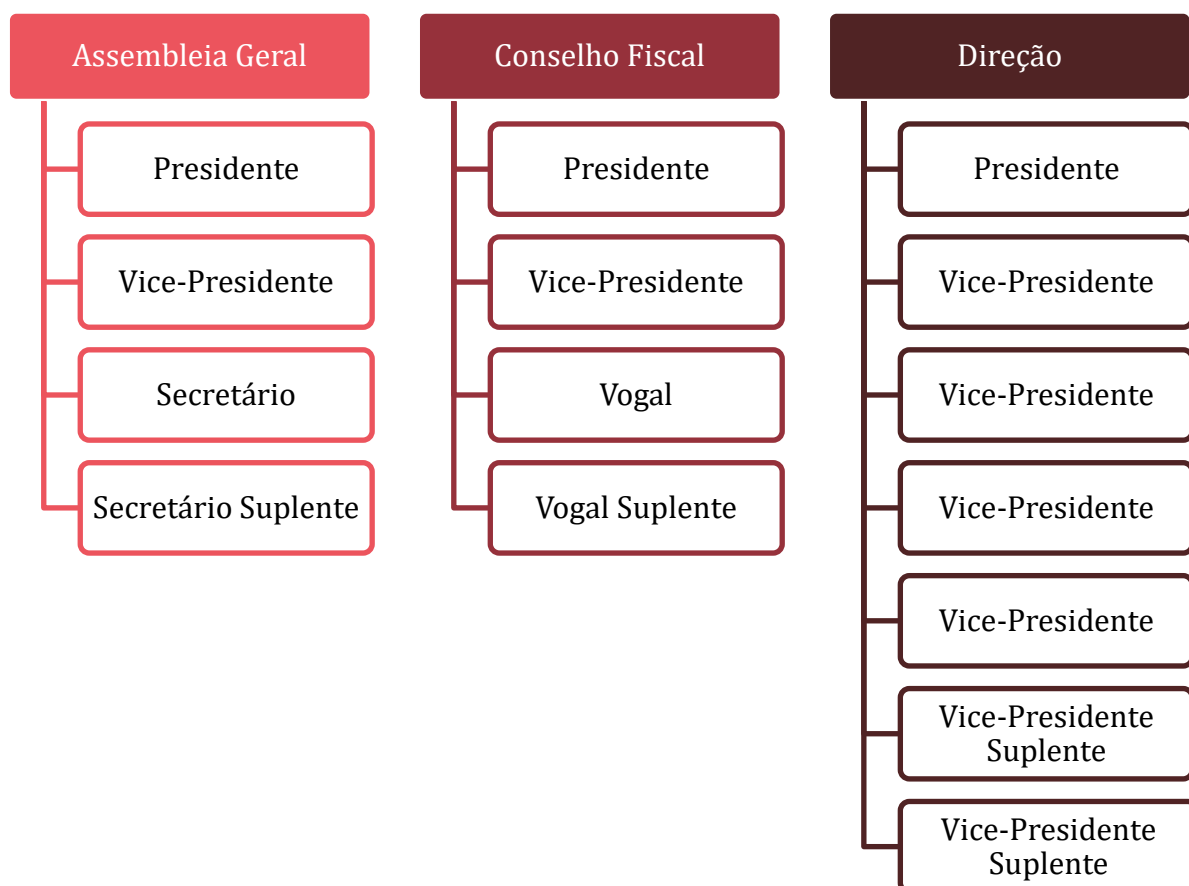 Assembleia Geral
Presidente
Vice-Presidente
Secretário
Secretário Suplente
Conselho Fiscal
Presidente
Vice-Presidente
Vogal
Vogal Suplente
Direção
Presidente
Vice-Presidente
Vice-Presidente
Vice-Presidente
Vice-Presidente
Vice-Presidente
Suplente
Vice-Presidente
Suplente